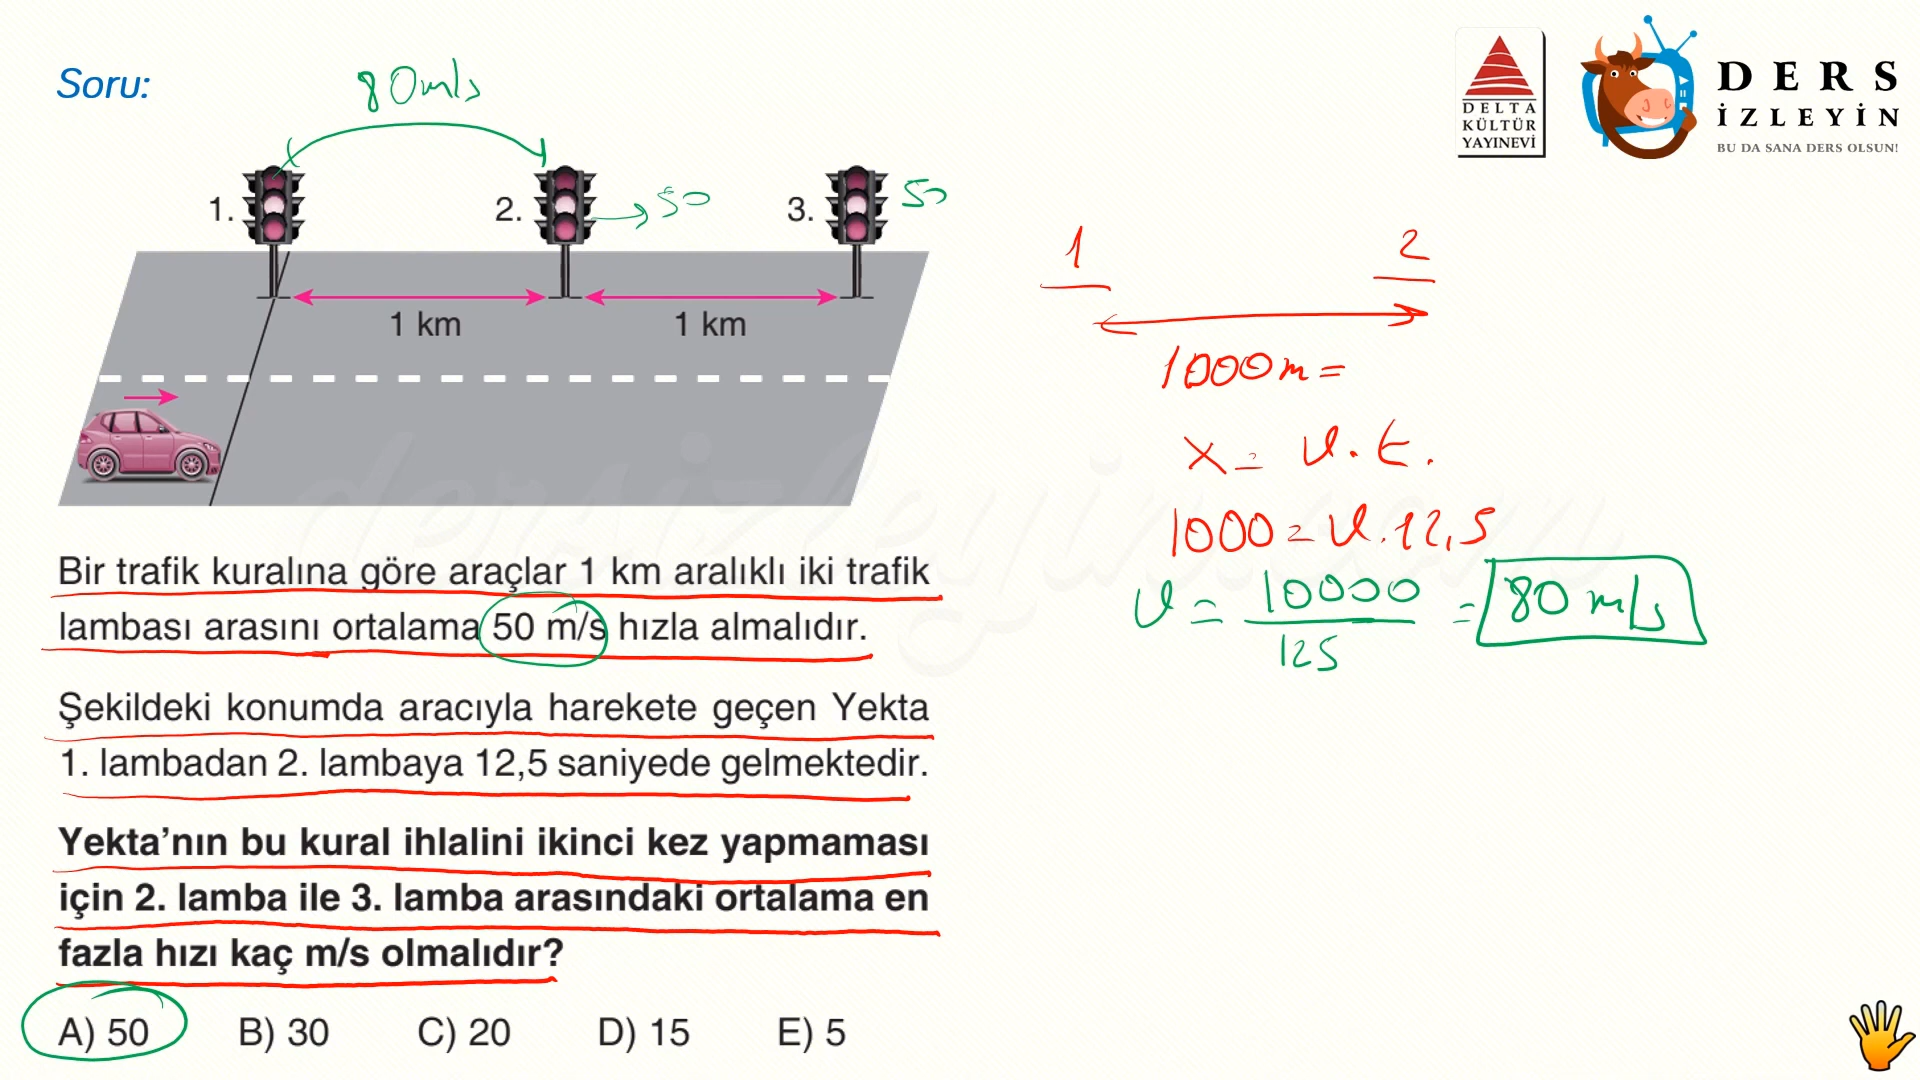 Soru:
80m/s
DELTA
KÜLTÜR
YAYINEVİ
DERS
İZLEYİN
BU DA SANA DERS OLSUN!
1.
2.
50
3.
50
1 km
1 km
1
2
1000m=
x = v.t.
1000=v.12,5
v = 10000
125
= 80 m/s
dersizleyin.com
Bir trafik kuralına göre araçlar 1 km aralıklı iki trafik
lambası arasını ortalama 50 m/s hızla almalıdır.
Şekildeki konumda aracıyla harekete geçen Yekta
1. lambadan 2. lambaya 12,5 saniyede gelmektedir.
Yekta’nın bu kural ihlalini ikinci kez yapmaması
için 2. lamba ile 3. lamba arasındaki ortalama en
fazla hızı kaç m/s olmalıdır?
A) 50 B) 30 C) 20 D) 15 E) 5